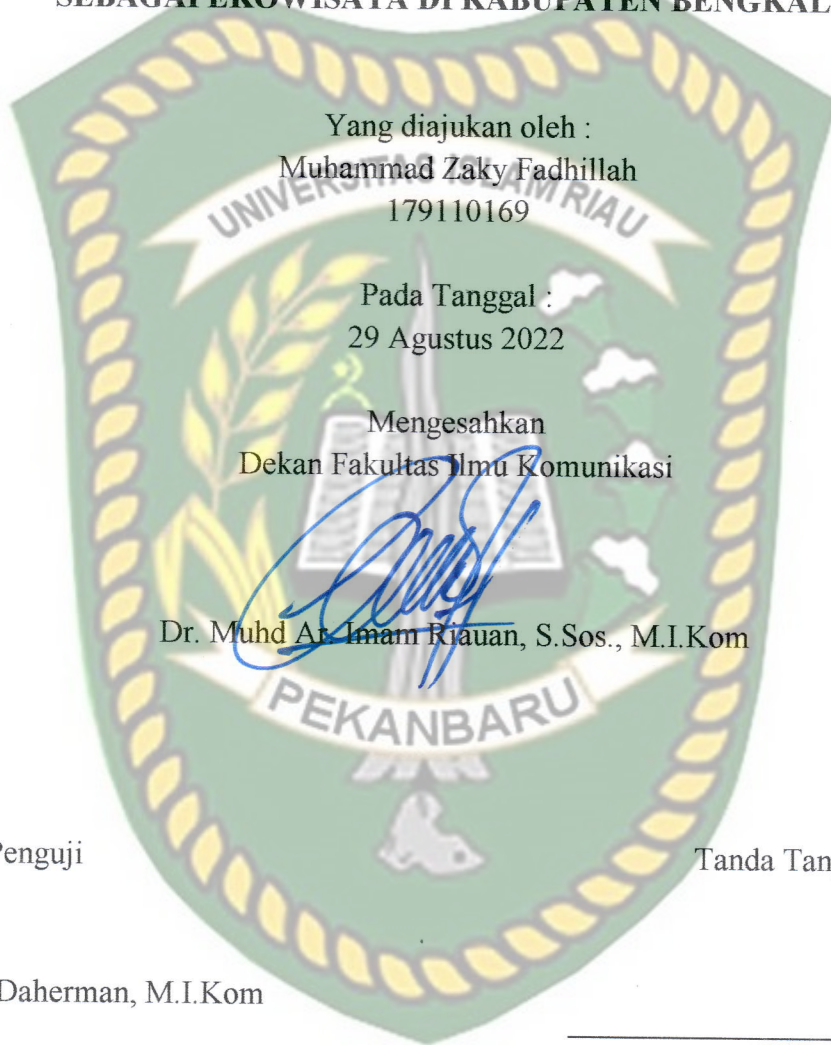 SEBAGAI EKOWISATA DI KABUPATEN BENGKAL
Yang diajukan oleh :
Muhammad Zaky Fadhillah
UNIVERSITAS ISLAM RIAU
179110169
Pada Tanggal :
29 Agustus 2022
Mengesahkan
Dekan Fakultas Ilmu Komunikasi
Dr. Muhd Ar. Imam Riauan, S.Sos., M.I.Kom
PEKANBARU
Penguji
Tanda Tan
Daherman, M.I.Kom